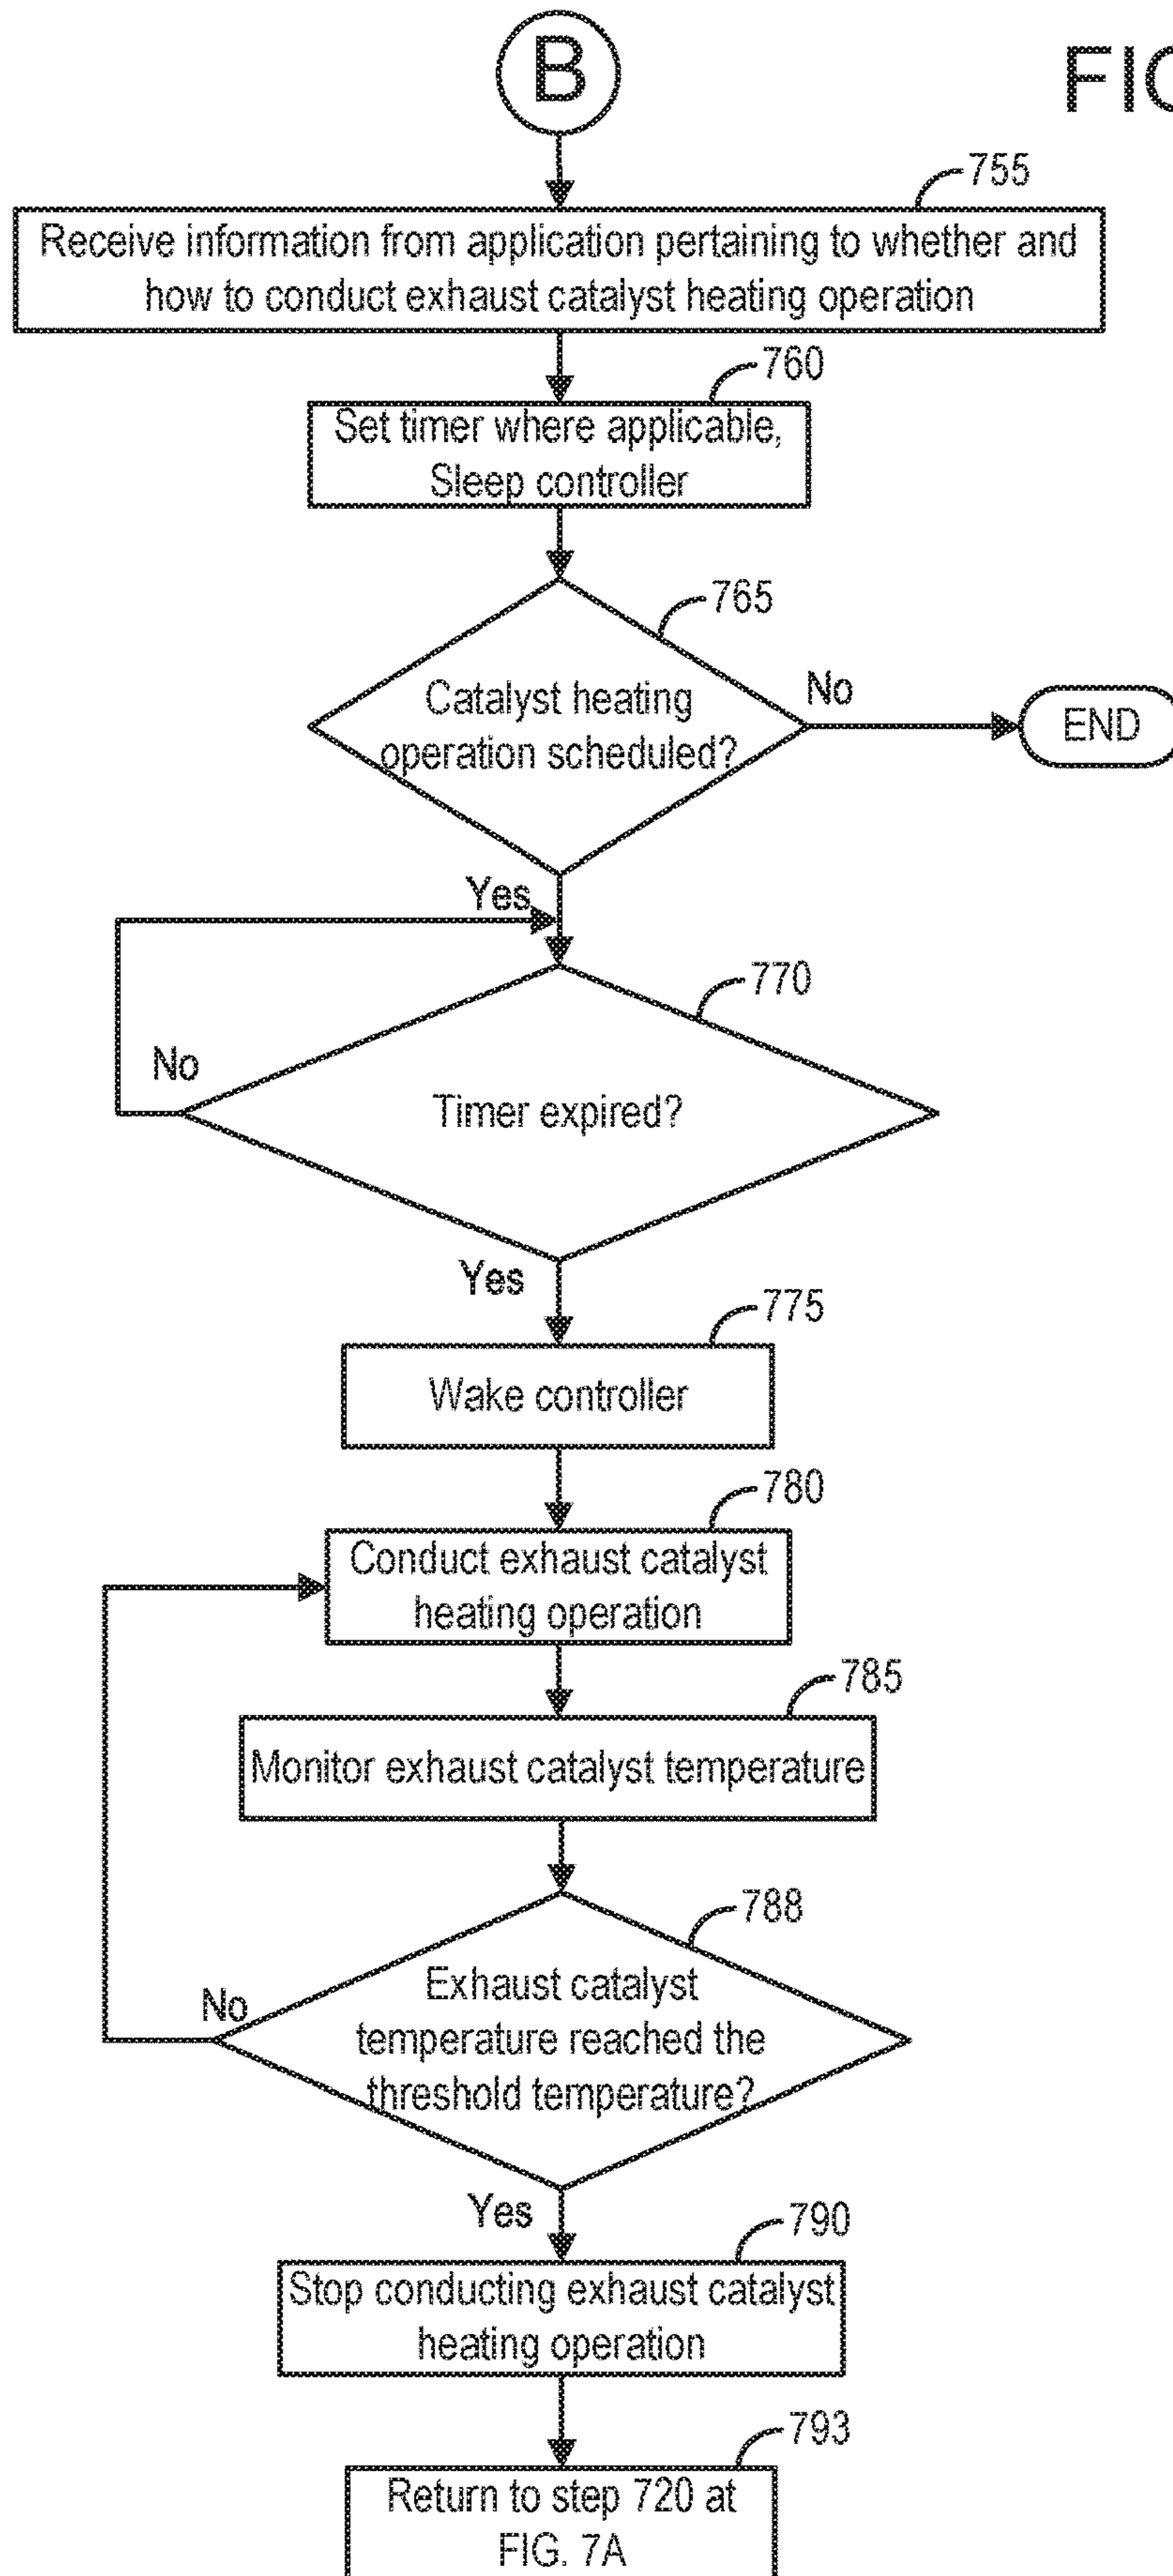 B
FIG
755
Receive information from application pertaining to whether and
how to conduct exhaust catalyst heating operation
760
Set timer where applicable,
Sleep controller
765
Catalyst heating
operation scheduled?
No
END
Yes
770
No
Timer expired?
Yes
775
Wake controller
780
Conduct exhaust catalyst
heating operation
785
Monitor exhaust catalyst temperature
788
No
Exhaust catalyst
temperature reached the
threshold temperature?
Yes
790
Stop conducting exhaust catalyst
heating operation
793
Return to step 720 at
FIG. 7A